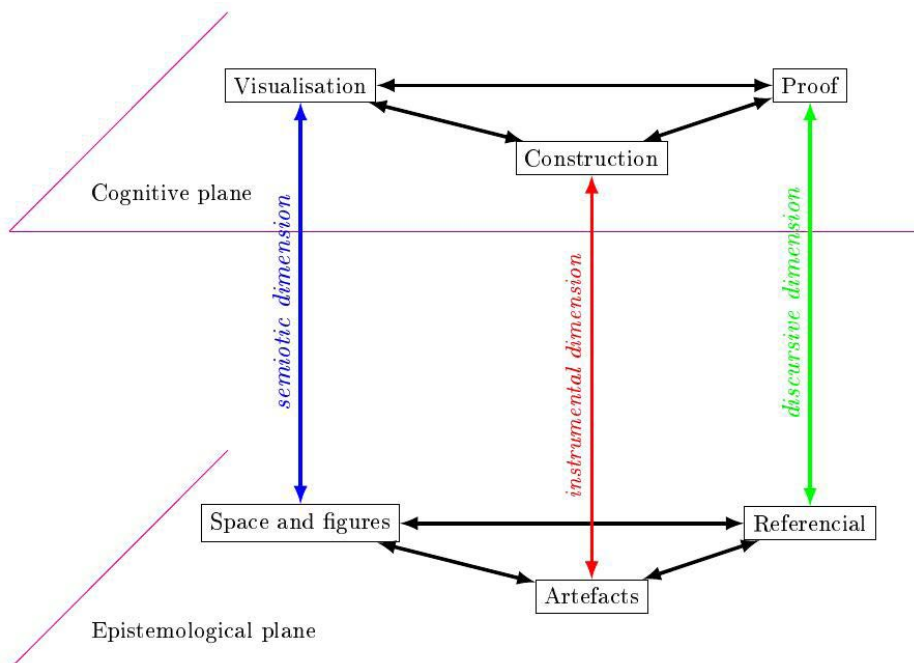 Visualisation
Proof
Construction
Cognitive plane
semiotic dimension
instrumental dimension
discursive dimension
Space and figures
Referencial
Artefacts
Epistemological plane